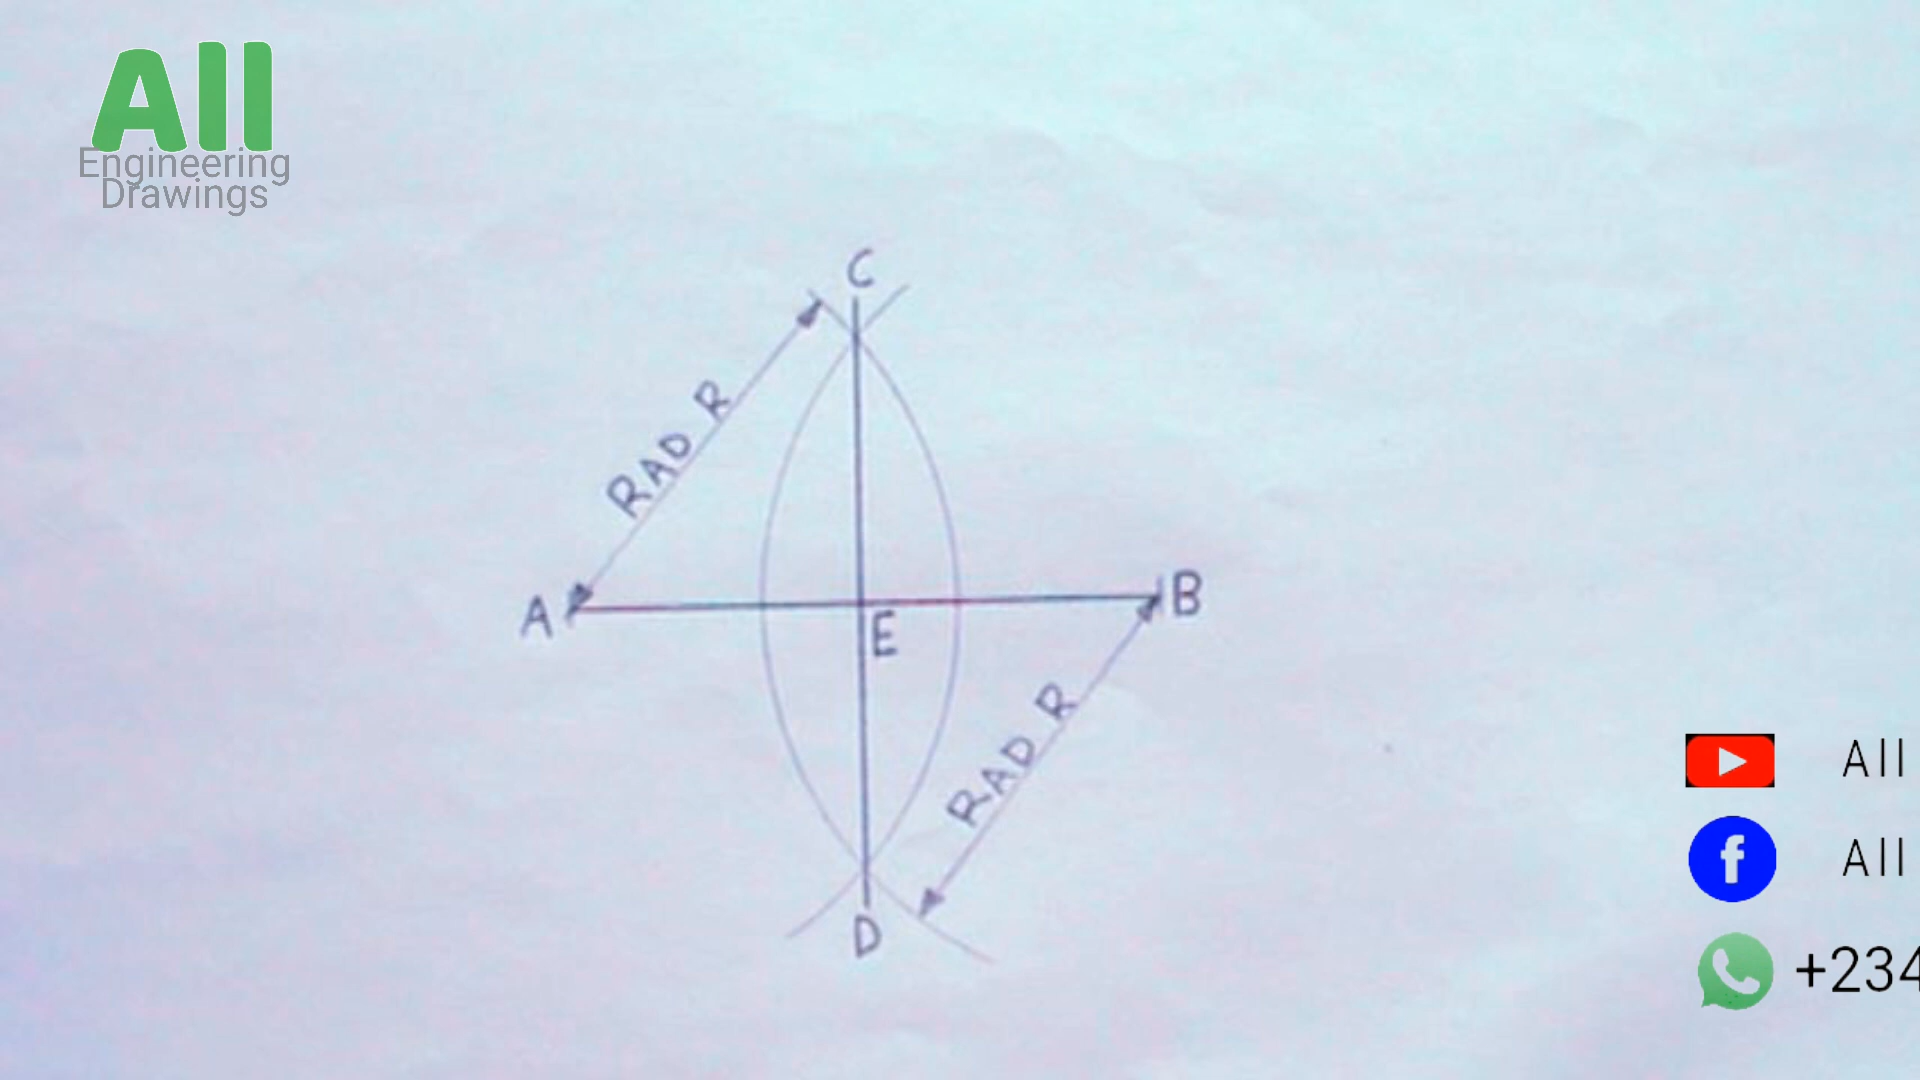 All
Engineering
Drawings
C
RAD R
A
B
E
RAD R
D
All
All
+234